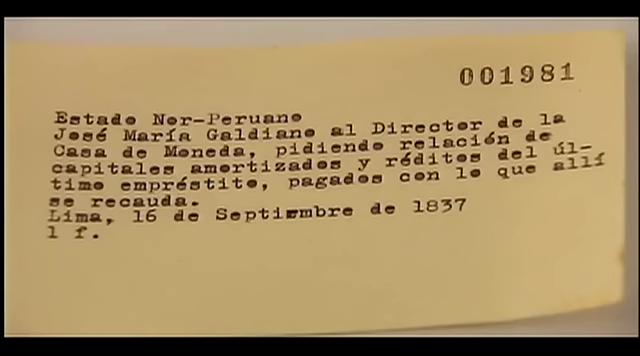 001981
Estado Nor-Peruano
José María Galdiano al Director de la
Casa de Moneda, pidiendo relación de
capitales amortizados y réditos del úl-
timo empréstito, pagados con lo que allí
se recauda.
Lima, 16 de Septiembre de 1837
1 f.